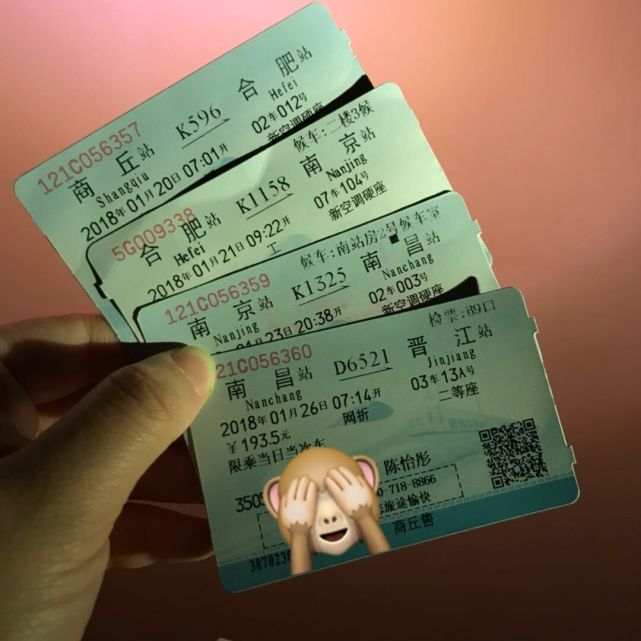 121C056357
商丘站 K596 合肥站
Shangqiu Hefei
2018年01月20日07:01开 02车012号
新空调硬座
5G009338 候车:二楼3候
合肥站 K1158 南京站
Hefei Nanjing
2018年01月21日09:22开 07车104号
新空调硬座
121C056359 候车:南站房2号候车室
南京站 K1325 南昌站
Nanjing Nanchang
01月23日20:38开 02车003号
新空调硬座
21C056360 检票:B9口
南昌站 D6521 晋江站
Nanchang Jinjiang
2018年01月26日07:14开 03车13A号
¥193.5元 网折 二等座
限乘当日当次车
3505 陈怡彤
0-718-8866
旅途愉快
387023 商丘售